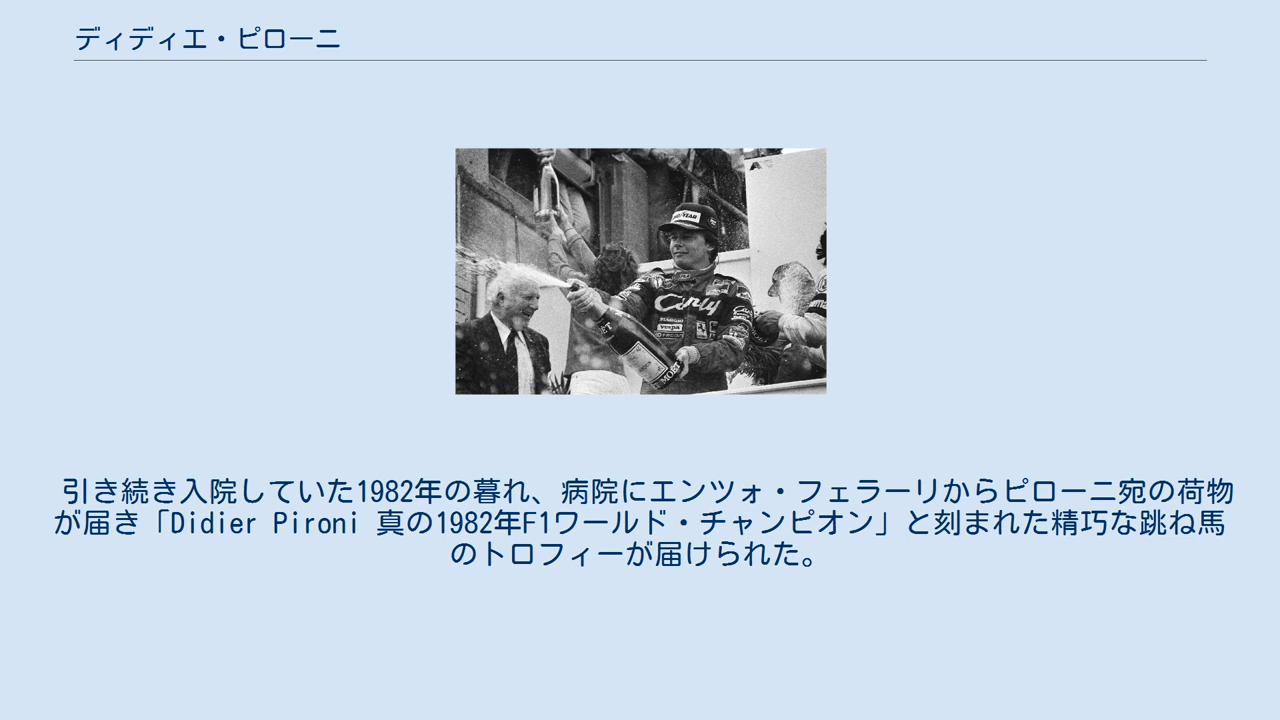 ディディエ・ピローニ
GOOD YEAR
Candy
vespa
MOET
引き続き入院していた1982年の暮れ、病院にエンツォ・フェラーリからピローニ宛の荷物
が届き「Didier Pironi 真の1982年F1ワールド・チャンピオン」と刻まれた精巧な跳ね馬
のトロフィーが届けられた。